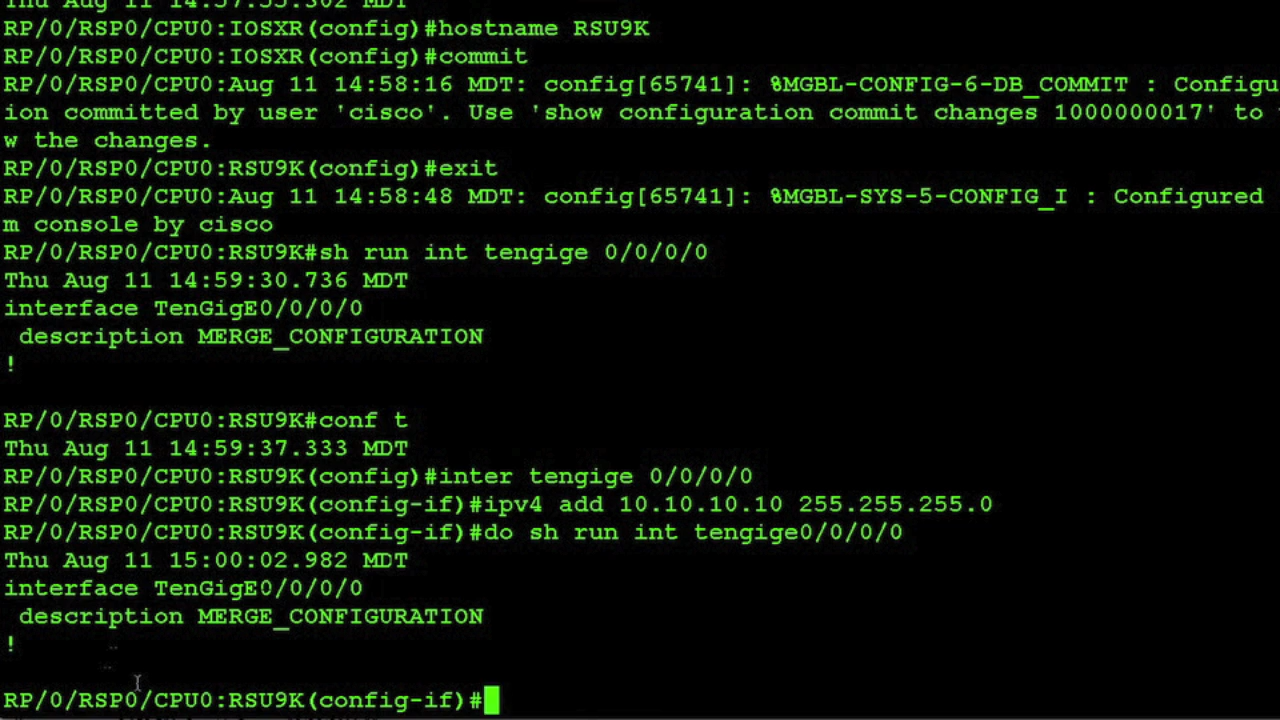 Thu Aug 11 14:57:55.302 MDT
RP/0/RSP0/CPU0:IOSXR(config)#hostname RSU9K
RP/0/RSP0/CPU0:IOSXR(config)#commit
RP/0/RSP0/CPU0:Aug 11 14:58:16 MDT: config[65741]: %MGBL-CONFIG-6-DB_COMMIT : Configu
ion committed by user 'cisco'. Use 'show configuration commit changes 1000000017' to
w the changes.
RP/0/RSP0/CPU0:RSU9K(config)#exit
RP/0/RSP0/CPU0:Aug 11 14:58:48 MDT: config[65741]: %MGBL-SYS-5-CONFIG_I : Configured
m console by cisco
RP/0/RSP0/CPU0:RSU9K#sh run int tengige 0/0/0/0
Thu Aug 11 14:59:30.736 MDT
interface TenGigE0/0/0/0
 description MERGE_CONFIGURATION
!
RP/0/RSP0/CPU0:RSU9K#conf t
Thu Aug 11 14:59:37.333 MDT
RP/0/RSP0/CPU0:RSU9K(config)#inter tengige 0/0/0/0
RP/0/RSP0/CPU0:RSU9K(config-if)#ipv4 add 10.10.10.10 255.255.255.0
RP/0/RSP0/CPU0:RSU9K(config-if)#do sh run int tengige0/0/0/0
Thu Aug 11 15:00:02.982 MDT
interface TenGigE0/0/0/0
 description MERGE_CONFIGURATION
!
RP/0/RSP0/CPU0:RSU9K(config-if)#